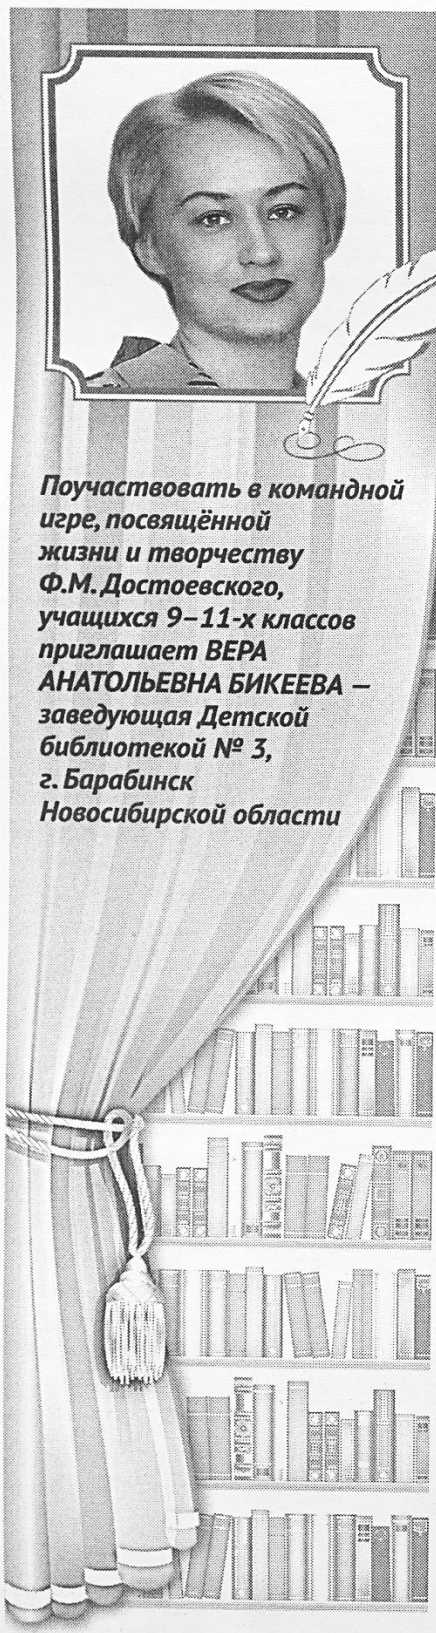 Поучаствовать в командной
игре, посвящённой
жизни и творчеству
Ф.М. Достоевского,
учащихся 9–11-х классов
приглашает ВЕРА
АНАТОЛЬЕВНА БИКЕЕВА —
заведующая Детской
библиотекой № 3,
г. Барабинск
Новосибирской области